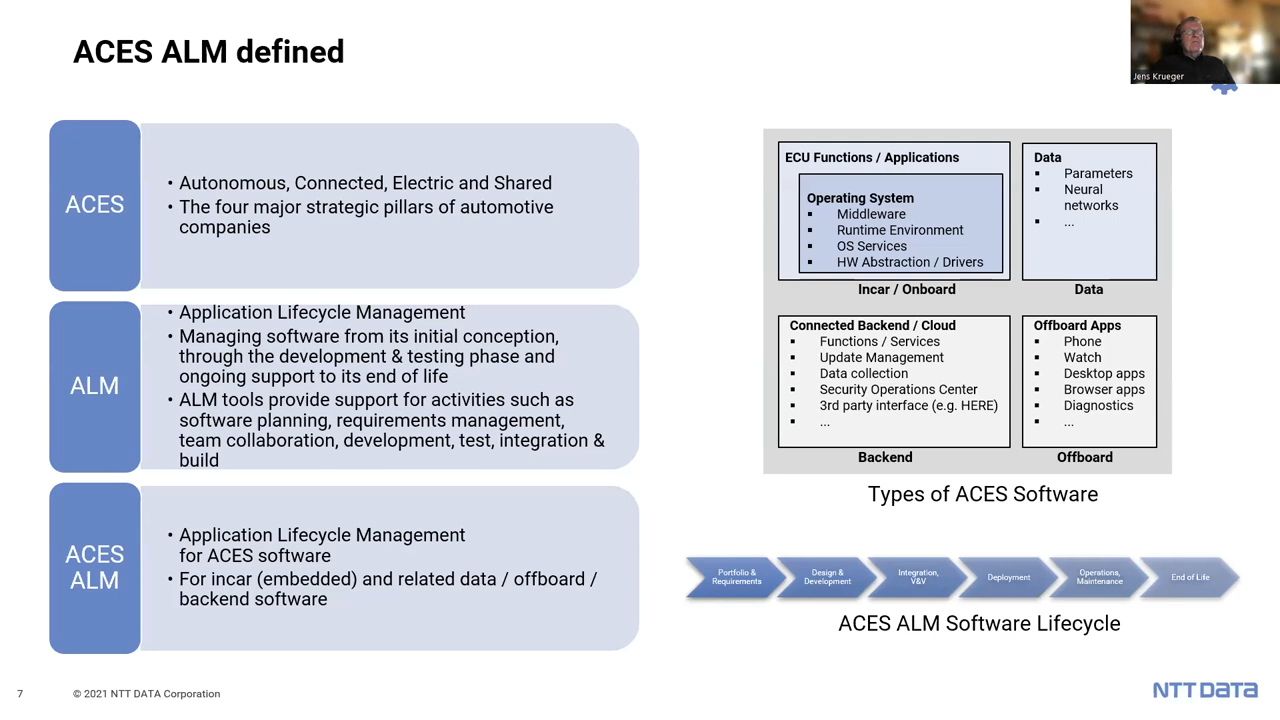 ACES ALM defined
Jens Krueger
ACES
• Autonomous, Connected, Electric and Shared
• The four major strategic pillars of automotive
companies
ALM
• Application Lifecycle Management
• Managing software from its initial conception,
through the development & testing phase and
ongoing support to its end of life
• ALM tools provide support for activities such as
software planning, requirements management,
team collaboration, development, test, integration &
build
ACES
ALM
• Application Lifecycle Management
for ACES software
• For incar (embedded) and related data / offboard /
backend software
ECU Functions / Applications
Operating System
▪ Middleware
▪ Runtime Environment
▪ OS Services
▪ HW Abstraction / Drivers
Incar / Onboard
Data
▪ Parameters
▪ Neural
networks
▪ ...
Data
Connected Backend / Cloud
▪ Functions / Services
▪ Update Management
▪ Data collection
▪ Security Operations Center
▪ 3rd party interface (e.g. HERE)
▪ ...
Backend
Offboard Apps
▪ Phone
▪ Watch
▪ Desktop apps
▪ Browser apps
▪ Diagnostics
▪ ...
Offboard
Types of ACES Software
Portfolio &
Requirements
Design &
Development
Integration,
V&V
Deployment
Operations,
Maintenance
End of Life
ACES ALM Software Lifecycle
7
© 2021 NTT DATA Corporation
NTT DATA